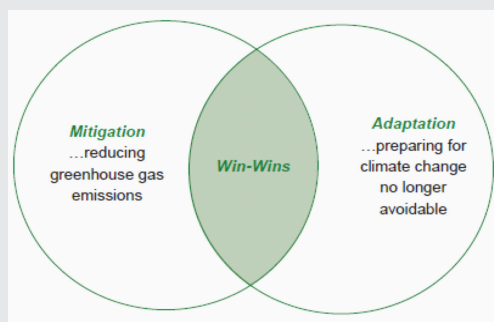 Mitigation
…reducing
greenhouse gas
emissions
Win-Wins
Adaptation
…preparing for
climate change
no longer
avoidable